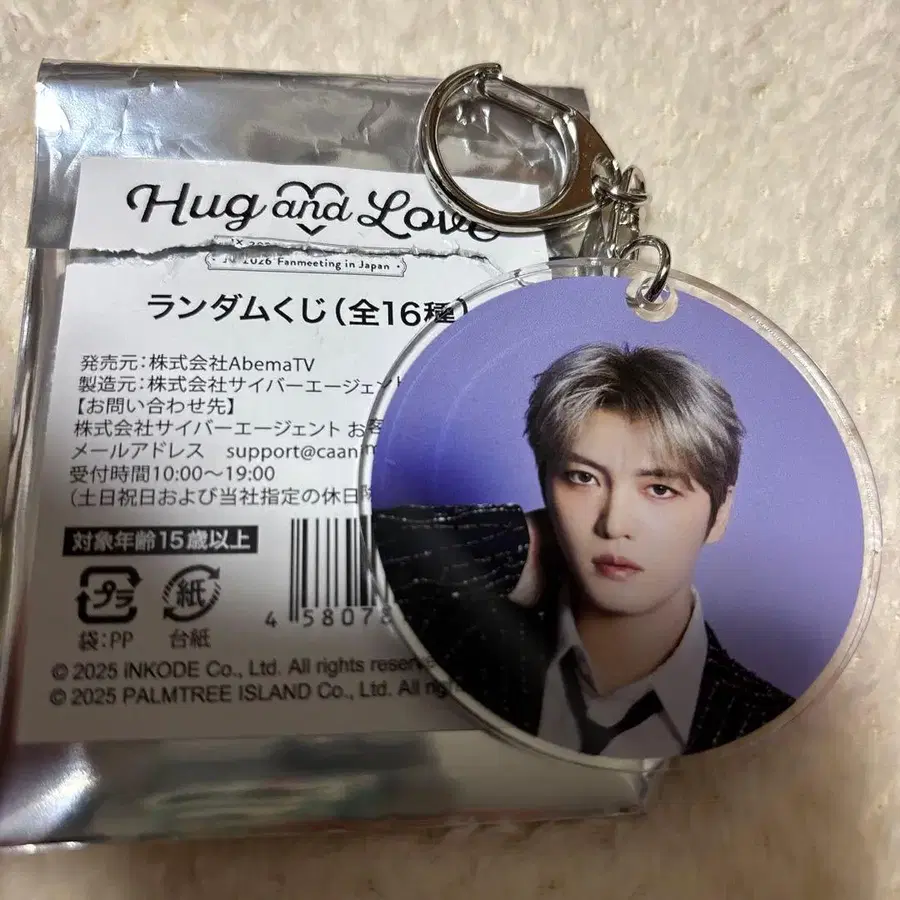 Hug and Love
2026 Fanmeeting in Japan
ランダムくじ(全16種)
発売元:株式会社AbemaTV
製造元:株式会社サイバーエージェント
【お問い合わせ先】
株式会社サイバーエージェント お客
メールアドレス support@caan
受付時間10:00～19:00
(土日祝日および当社指定の休日
対象年齢15歳以上
プラ
紙
袋:PP
台紙
4 58078
© 2025 INKODE Co., Ltd. All rights reser
© 2025 PALMTREE ISLAND Co., Ltd. All righ